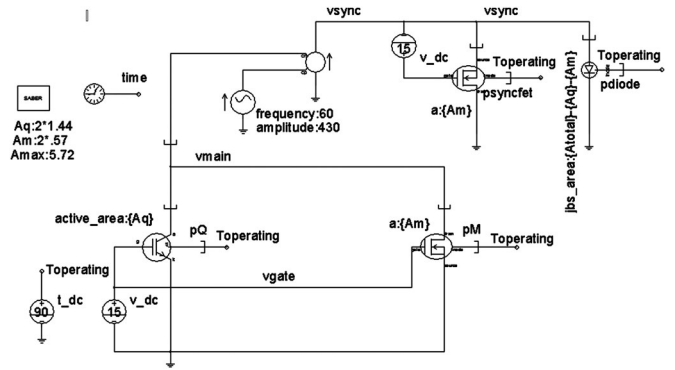 vsync
vsync
15
v_dc
Toperating
Toperating
time
psyncfet
pdiode
SABER
frequency:60
amplitude:430
a:{Am}
Aq:2*1.44
Am:2*.57
Amax:5.72
jbs_area:{Atotal}-{Aq}-{Am}
vmain
active_area:{Aq}
a:{Am}
pQ
Toperating
pM
Toperating
Toperating
vgate
t_dc
v_dc
90
15